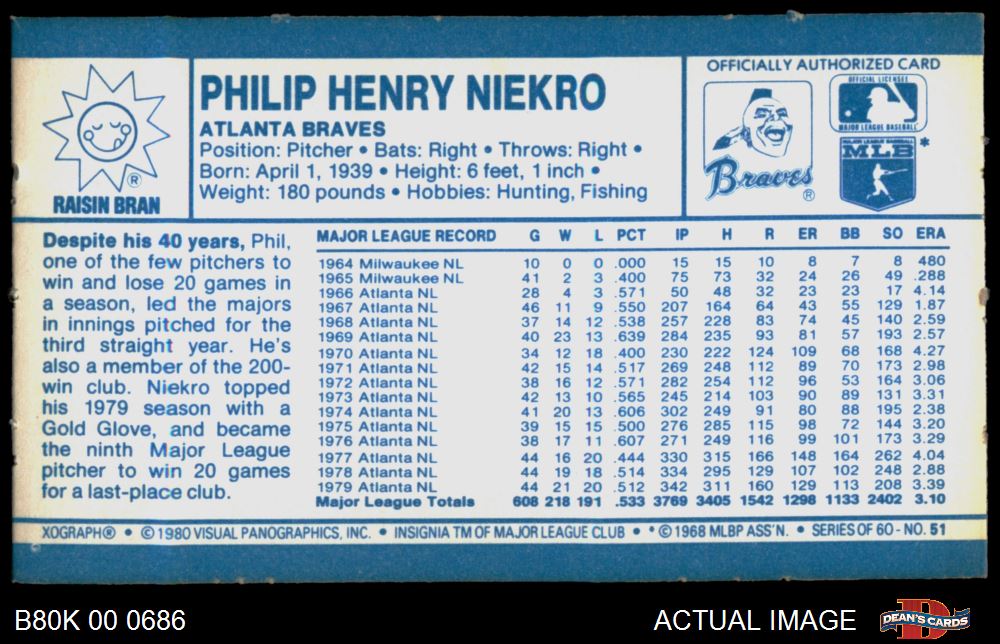 RAISIN BRAN
®
PHILIP HENRY NIEKRO
ATLANTA BRAVES
Position: Pitcher • Bats: Right • Throws: Right •
Born: April 1, 1939 • Height: 6 feet, 1 inch •
Weight: 180 pounds • Hobbies: Hunting, Fishing
OFFICIALLY AUTHORIZED CARD
Braves
®
OFFICIAL LICENSEE
MAJOR LEAGUE BASEBALL
MAJOR LEAGUE BASEBALL
MLB *
Despite his 40 years, Phil,
one of the few pitchers to
win and lose 20 games in
a season, led the majors
in innings pitched for the
third straight year. He's
also a member of the 200-
win club. Niekro topped
his 1979 season with a
Gold Glove, and became
the ninth Major League
pitcher to win 20 games
for a last-place club.
MAJOR LEAGUE RECORD G W L PCT IP H R ER BB SO ERA
1964 Milwaukee NL 10 0 0 .000 15 15 10 8 7 8 480
1965 Milwaukee NL 41 2 3 .400 75 73 32 24 26 49 .288
1966 Atlanta NL 28 4 3 .571 50 48 32 23 23 17 4.14
1967 Atlanta NL 46 11 9 .550 207 164 64 43 55 129 1.87
1968 Atlanta NL 37 14 12 .538 257 228 83 74 45 140 2.59
1969 Atlanta NL 40 23 13 .639 284 235 93 81 57 193 2.57
1970 Atlanta NL 34 12 18 .400 230 222 124 109 68 168 4.27
1971 Atlanta NL 42 15 14 .517 269 248 112 89 70 173 2.98
1972 Atlanta NL 38 16 12 .571 282 254 112 96 53 164 3.06
1973 Atlanta NL 42 13 10 .565 245 214 103 90 89 131 3.31
1974 Atlanta NL 41 20 13 .606 302 249 91 80 88 195 2.38
1975 Atlanta NL 39 15 15 .500 276 285 115 98 72 144 3.20
1976 Atlanta NL 38 17 11 .607 271 249 116 99 101 173 3.29
1977 Atlanta NL 44 16 20 .444 330 315 166 148 164 262 4.04
1978 Atlanta NL 44 19 18 .514 334 295 129 107 102 248 2.88
1979 Atlanta NL 44 21 20 .512 342 311 160 129 113 208 3.39
Major League Totals 608 218 191 .533 3769 3405 1542 1298 1133 2402 3.10
XOGRAPH® • © 1980 VISUAL PANOGRAPHICS, INC. • INSIGNIA TM OF MAJOR LEAGUE CLUB • * © 1968 MLBP ASS'N. • SERIES OF 60 - NO. 51
B80K 00 0686
ACTUAL IMAGE
D
DEAN'S CARDS